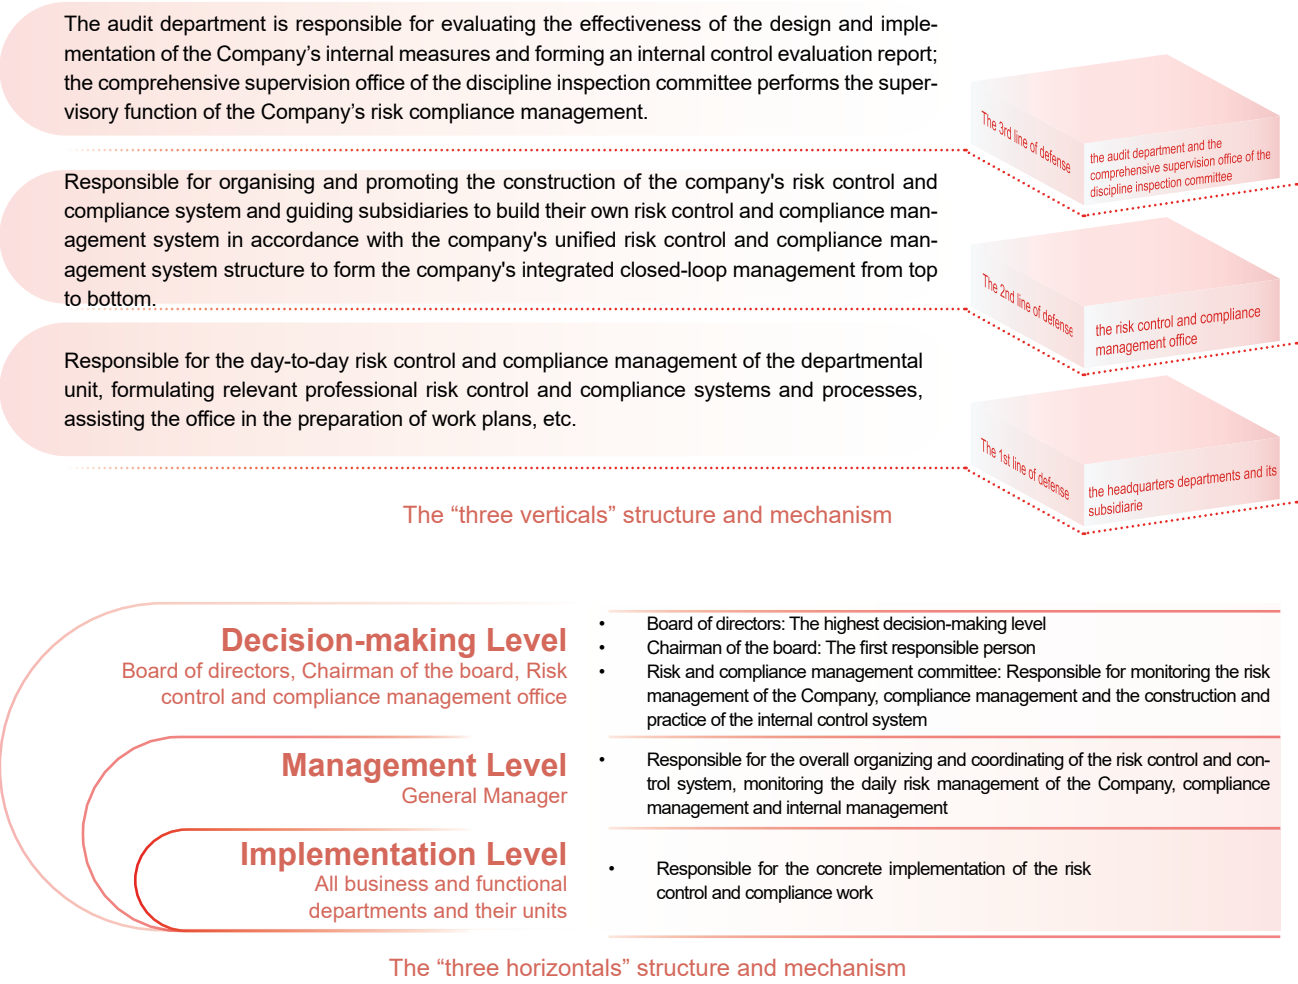 The audit department is responsible for evaluating the effectiveness of the design and imple-
mentation of the Company’s internal measures and forming an internal control evaluation report;
the comprehensive supervision office of the discipline inspection committee performs the super-
visory function of the Company’s risk compliance management.
The 3rd line of defense
the audit department and the
comprehensive supervision office of the
discipline inspection committee
Responsible for organising and promoting the construction of the company's risk control and
compliance system and guiding subsidiaries to build their own risk control and compliance man-
agement system in accordance with the company's unified risk control and compliance man-
agement system structure to form the company's integrated closed-loop management from top
to bottom.
The 2nd line of defense
the risk control and compliance
management office
Responsible for the day-to-day risk control and compliance management of the departmental
unit, formulating relevant professional risk control and compliance systems and processes,
assisting the office in the preparation of work plans, etc.
The 1st line of defense
the headquarters departments and its
subsidiarie
The “three verticals” structure and mechanism
Decision-making Level
Board of directors, Chairman of the board, Risk
control and compliance management office
• Board of directors: The highest decision-making level
• Chairman of the board: The first responsible person
• Risk and compliance management committee: Responsible for monitoring the risk
management of the Company, compliance management and the construction and
practice of the internal control system
Management Level
General Manager
• Responsible for the overall organizing and coordinating of the risk control and con-
trol system, monitoring the daily risk management of the Company, compliance
management and internal management
Implementation Level
All business and functional
departments and their units
• Responsible for the concrete implementation of the risk
control and compliance work
The “three horizontals” structure and mechanism